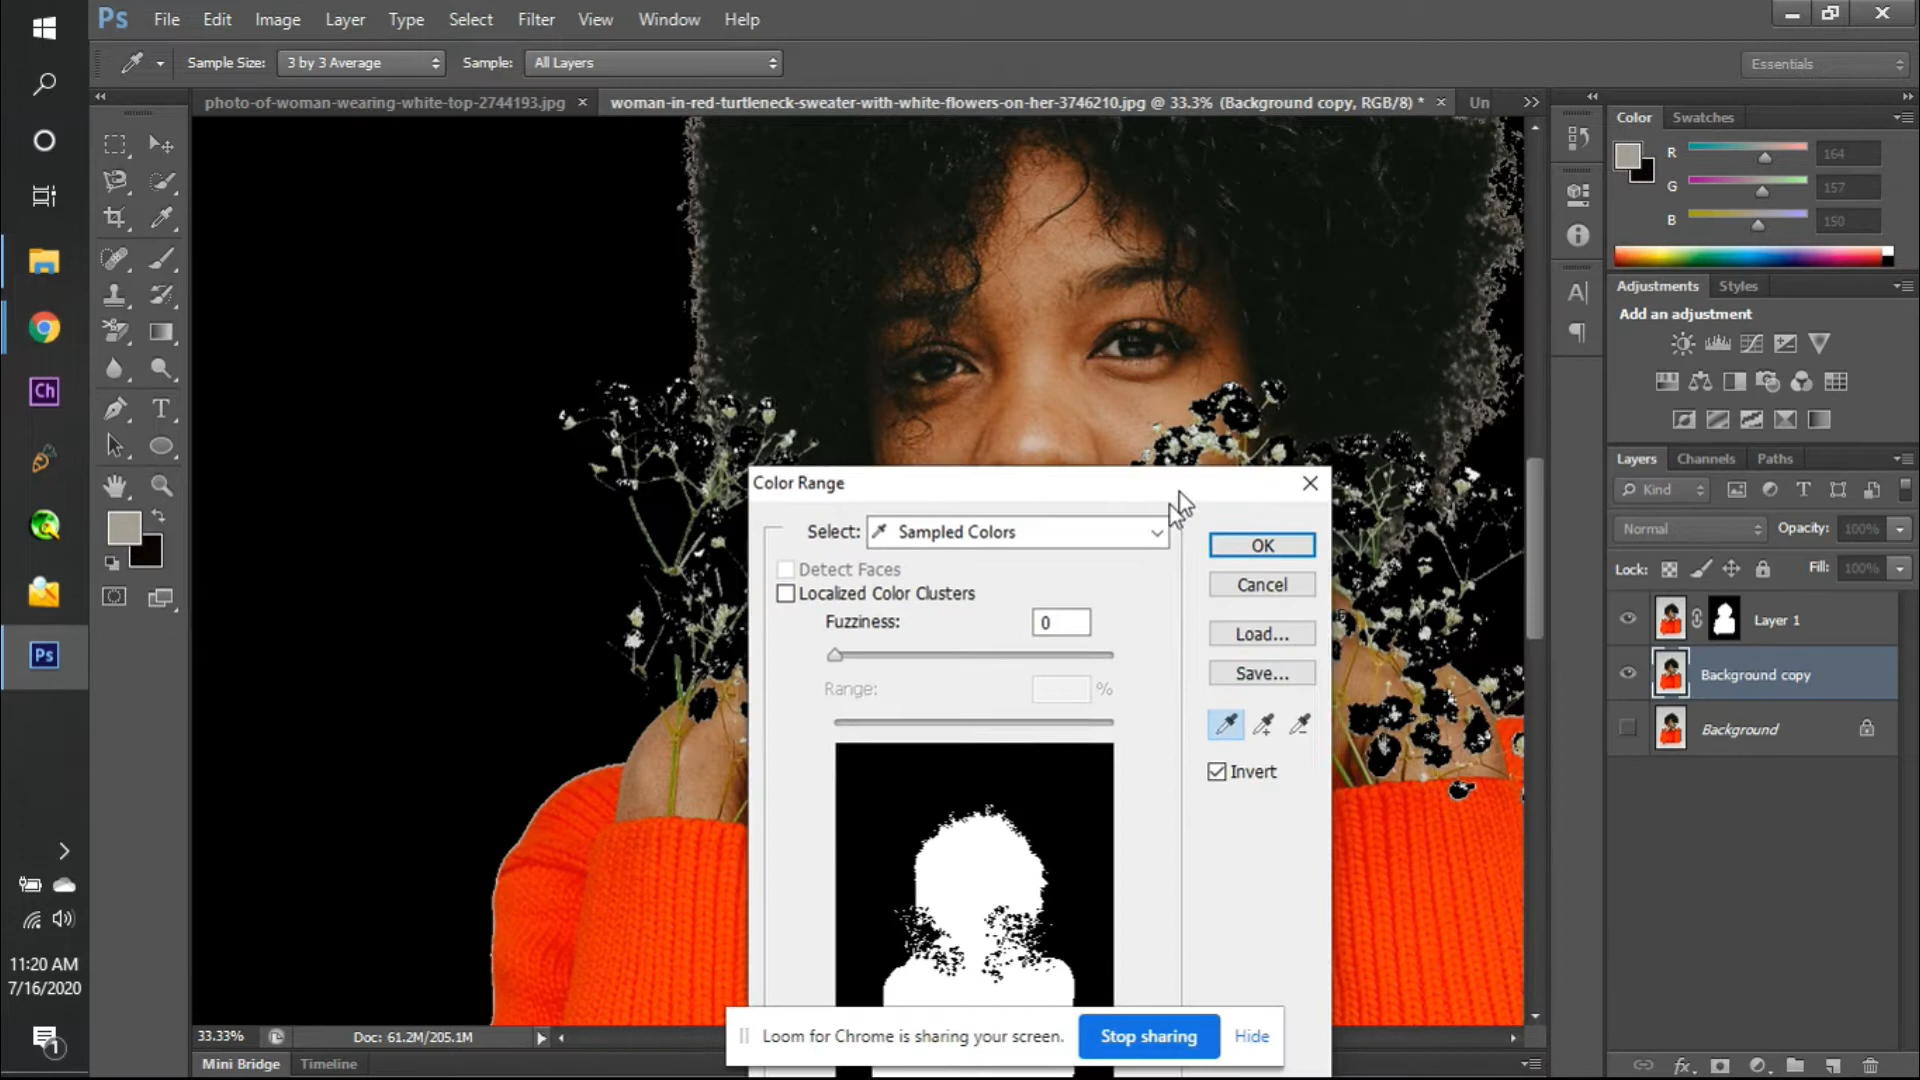 Ps File Edit Image Layer Type Select Filter View Window Help
Sample Size: 3 by 3 Average Sample: All Layers Essentials
photo-of-woman-wearing-white-top-2744193.jpg × woman-in-red-turtleneck-sweater-with-white-flowers-on-her-3746210.jpg @ 33.3% (Background copy, RGB/8) * × Un
Color Swatches
R 164
G 157
B 150
Adjustments Styles
Add an adjustment
Layers Channels Paths
Kind
Normal Opacity: 100%
Lock: Fill: 100%
Layer 1
Background copy
Background
Color Range
Select: Sampled Colors
Detect Faces
Localized Color Clusters
Fuzziness: 0
Range: %
OK
Cancel
Load...
Save...
Invert
Loom for Chrome is sharing your screen. Stop sharing Hide
33.33% Doc: 61.2M/205.1M
Mini Bridge Timeline
Ch
Ps
11:20 AM
7/16/2020
1